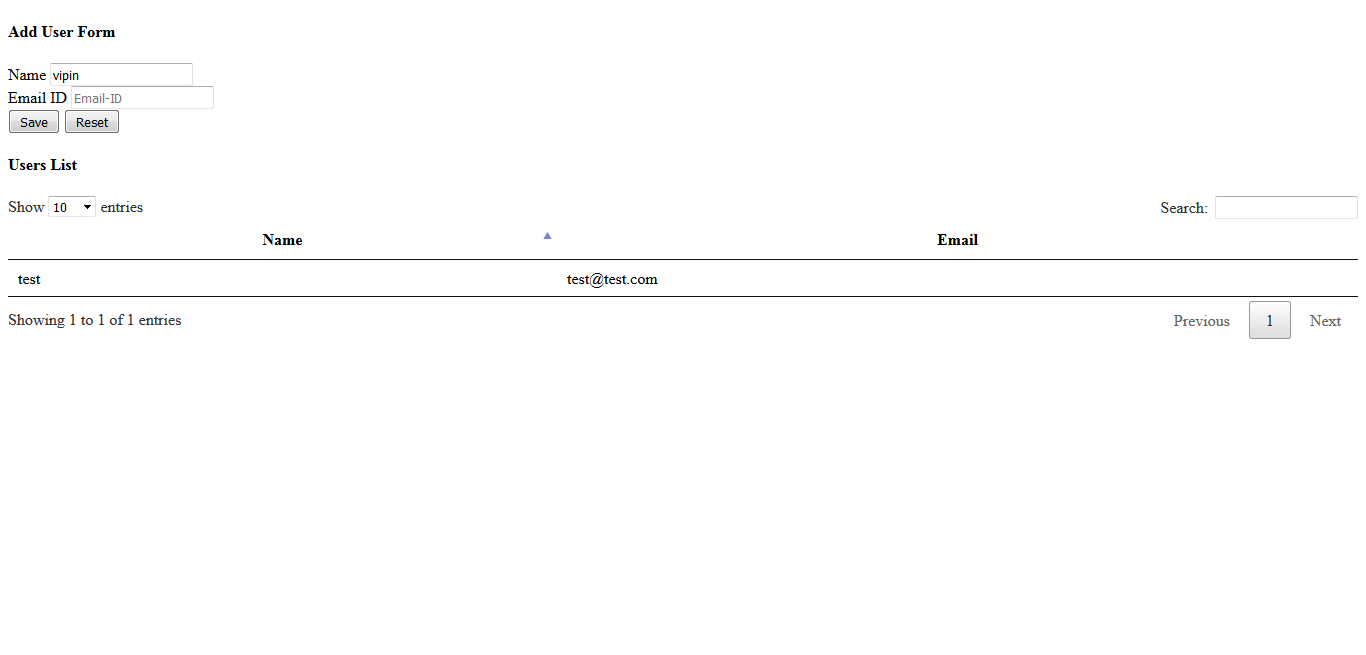 Add User Form
Name vipin
Email ID Email-ID
Save Reset
Users List
Show 10 entries Search:
Name Email
test test@test.com
Showing 1 to 1 of 1 entries Previous 1 Next